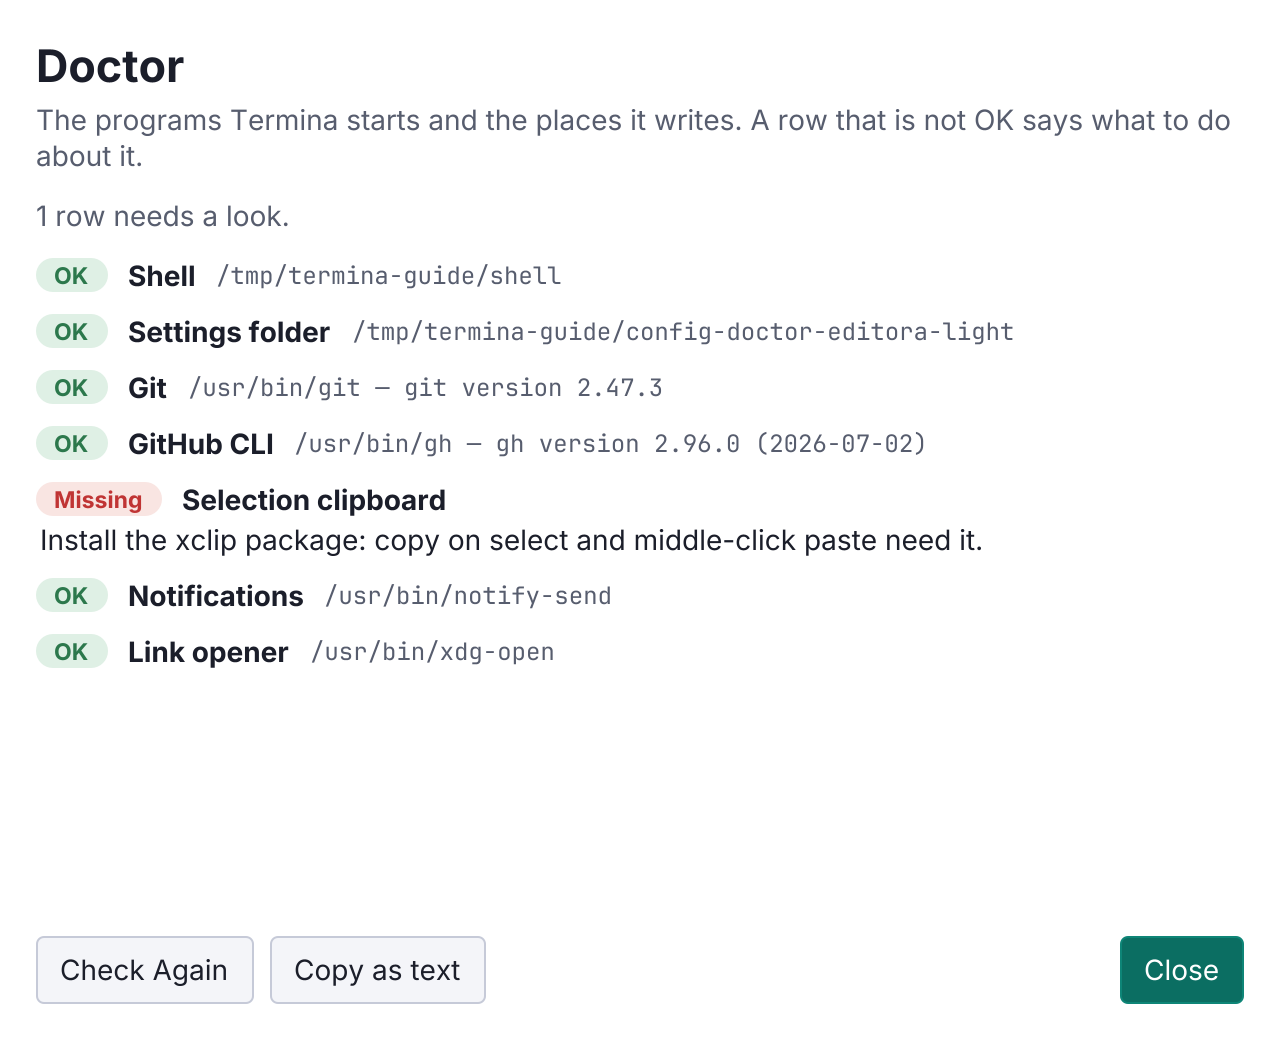 Doctor
The programs Termina starts and the places it writes. A row that is not OK says what to do
about it.
1 row needs a look.
OK Shell /tmp/termina-guide/shell
OK Settings folder /tmp/termina-guide/config-doctor-editora-light
OK Git /usr/bin/git — git version 2.47.3
OK GitHub CLI /usr/bin/gh — gh version 2.96.0 (2026-07-02)
Missing Selection clipboard
Install the xclip package: copy on select and middle-click paste need it.
OK Notifications /usr/bin/notify-send
OK Link opener /usr/bin/xdg-open
Check Again Copy as text Close